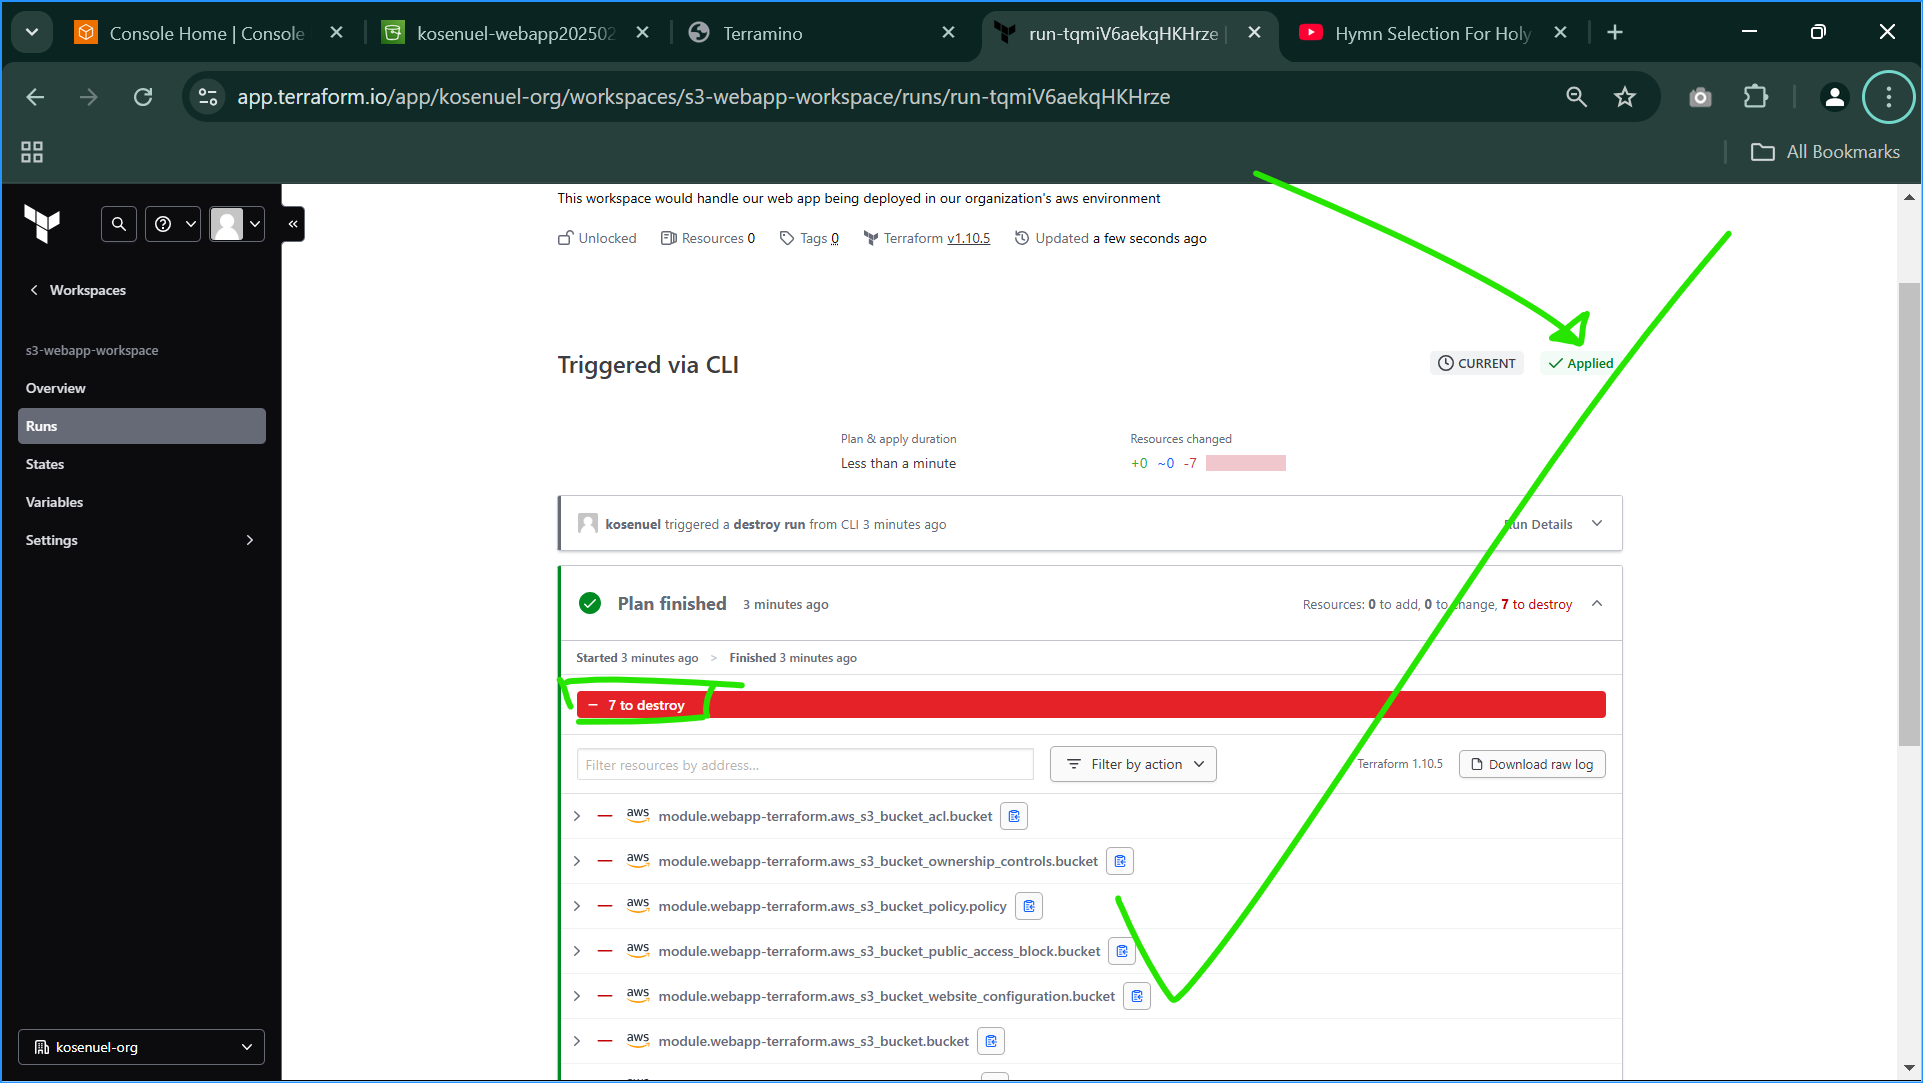 Console Home | Console
kosenuel-webapp202502
Terramino
run-tqmiV6aekqHKHrze |
Hymn Selection For Holy
app.terraform.io/app/kosenuel-org/workspaces/s3-webapp-workspace/runs/run-tqmiV6aekqHKHrze
All Bookmarks
This workspace would handle our web app being deployed in our organization's aws environment
Unlocked Resources 0 Tags 0 Terraform v1.10.5 Updated a few seconds ago
Workspaces
s3-webapp-workspace
Overview
Runs
States
Variables
Settings
kosenuel-org
Triggered via CLI
CURRENT
Applied
Plan & apply duration
Less than a minute
Resources changed
+0 ~0 -7
kosenuel triggered a destroy run from CLI 3 minutes ago
Run Details
Plan finished 3 minutes ago
Resources: 0 to add, 0 to change, 7 to destroy
Started 3 minutes ago > Finished 3 minutes ago
− 7 to destroy
Filter resources by address...
Filter by action
Terraform 1.10.5
Download raw log
aws module.webapp-terraform.aws_s3_bucket_acl.bucket
aws module.webapp-terraform.aws_s3_bucket_ownership_controls.bucket
aws module.webapp-terraform.aws_s3_bucket_policy.policy
aws module.webapp-terraform.aws_s3_bucket_public_access_block.bucket
aws module.webapp-terraform.aws_s3_bucket_website_configuration.bucket
aws module.webapp-terraform.aws_s3_bucket.bucket